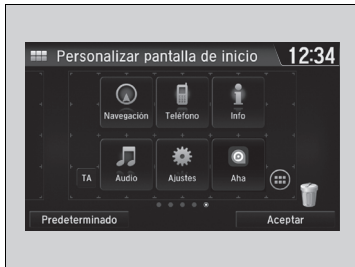 Personalizar pantalla de inicio
12:34
Navegación
Teléfono
Info
TA
Audio
Ajustes
Aha
Predeterminado
Aceptar